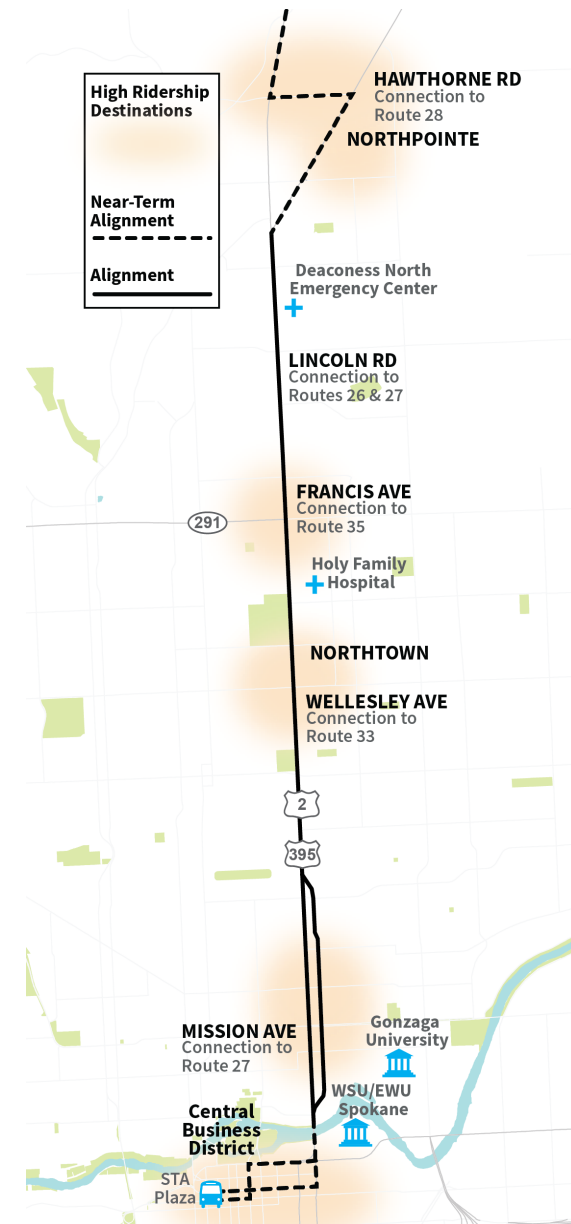 HAWTHORNE RD
Connection to
Route 28
NORTHPOINTE
High Ridership
Destinations
Near-Term
Alignment
Alignment
Deaconess North
Emergency Center
LINCOLN RD
Connection to
Routes 26 & 27
FRANCIS AVE
Connection to
Route 35
291
Holy Family
Hospital
NORTHTOWN
WELLESLEY AVE
Connection to
Route 33
2
395
MISSION AVE
Connection to
Route 27
Gonzaga
University
WSU/EWU
Spokane
Central
Business
District
STA
Plaza